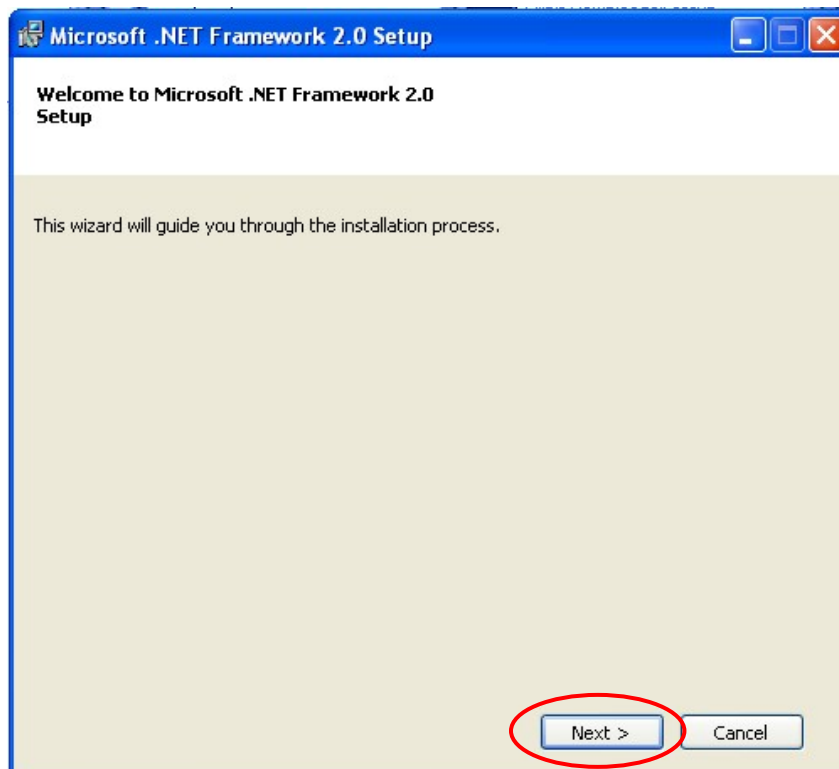 Microsoft .NET Framework 2.0 Setup
Welcome to Microsoft .NET Framework 2.0
Setup
This wizard will guide you through the installation process.
Next >
Cancel